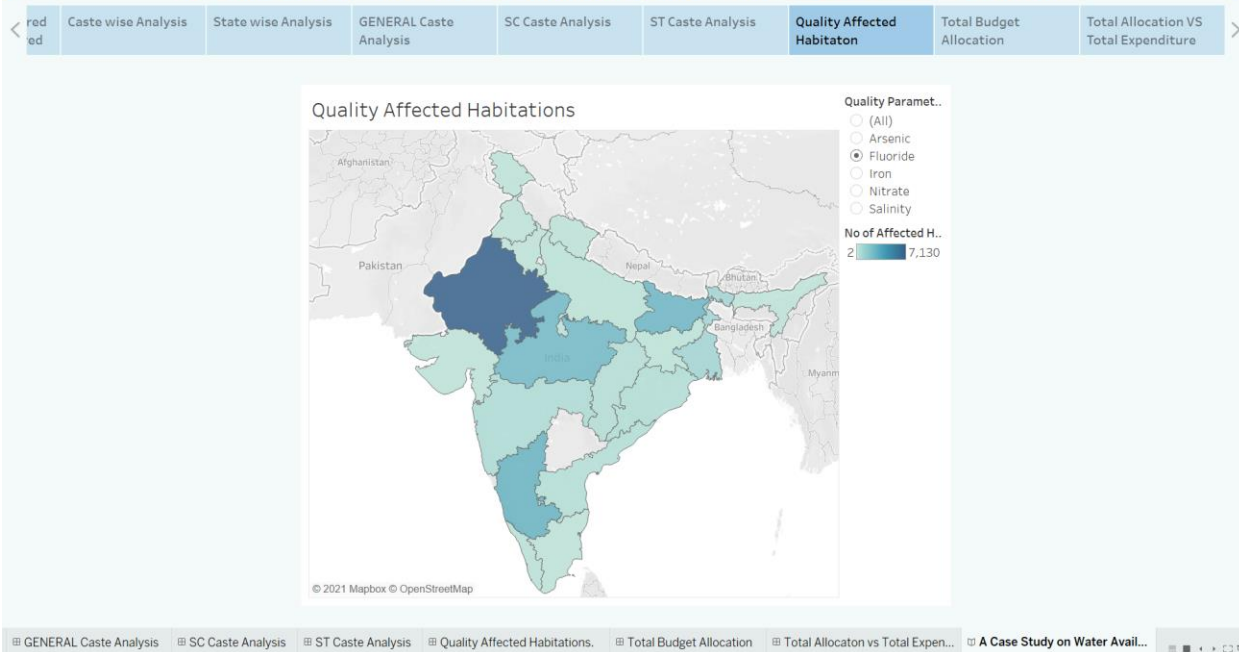 red
ed
Caste wise Analysis
State wise Analysis
GENERAL Caste
Analysis
SC Caste Analysis
ST Caste Analysis
Quality Affected
Habitaton
Total Budget
Allocation
Total Allocation VS
Total Expenditure
Quality Affected Habitations
Quality Paramet..
(All)
Arsenic
Fluoride
Iron
Nitrate
Salinity
No of Affected H..
2 7,130
Afghanistan
Pakistan
Nepal
Bhutan
Bangladesh
India
Myanm
© 2021 Mapbox © OpenStreetMap
GENERAL Caste Analysis
SC Caste Analysis
ST Caste Analysis
Quality Affected Habitations.
Total Budget Allocation
Total Allocaton vs Total Expen...
A Case Study on Water Avail...